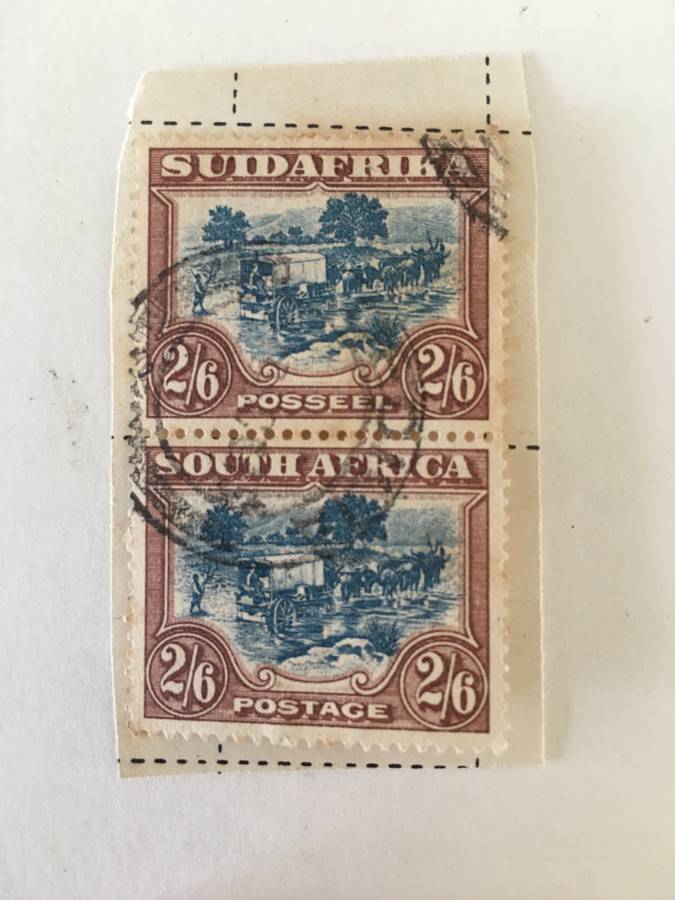 SUIDAFRIKA
2/6 2/6
POSSEEL
SOUTH AFRICA
2/6 2/6
POSTAGE